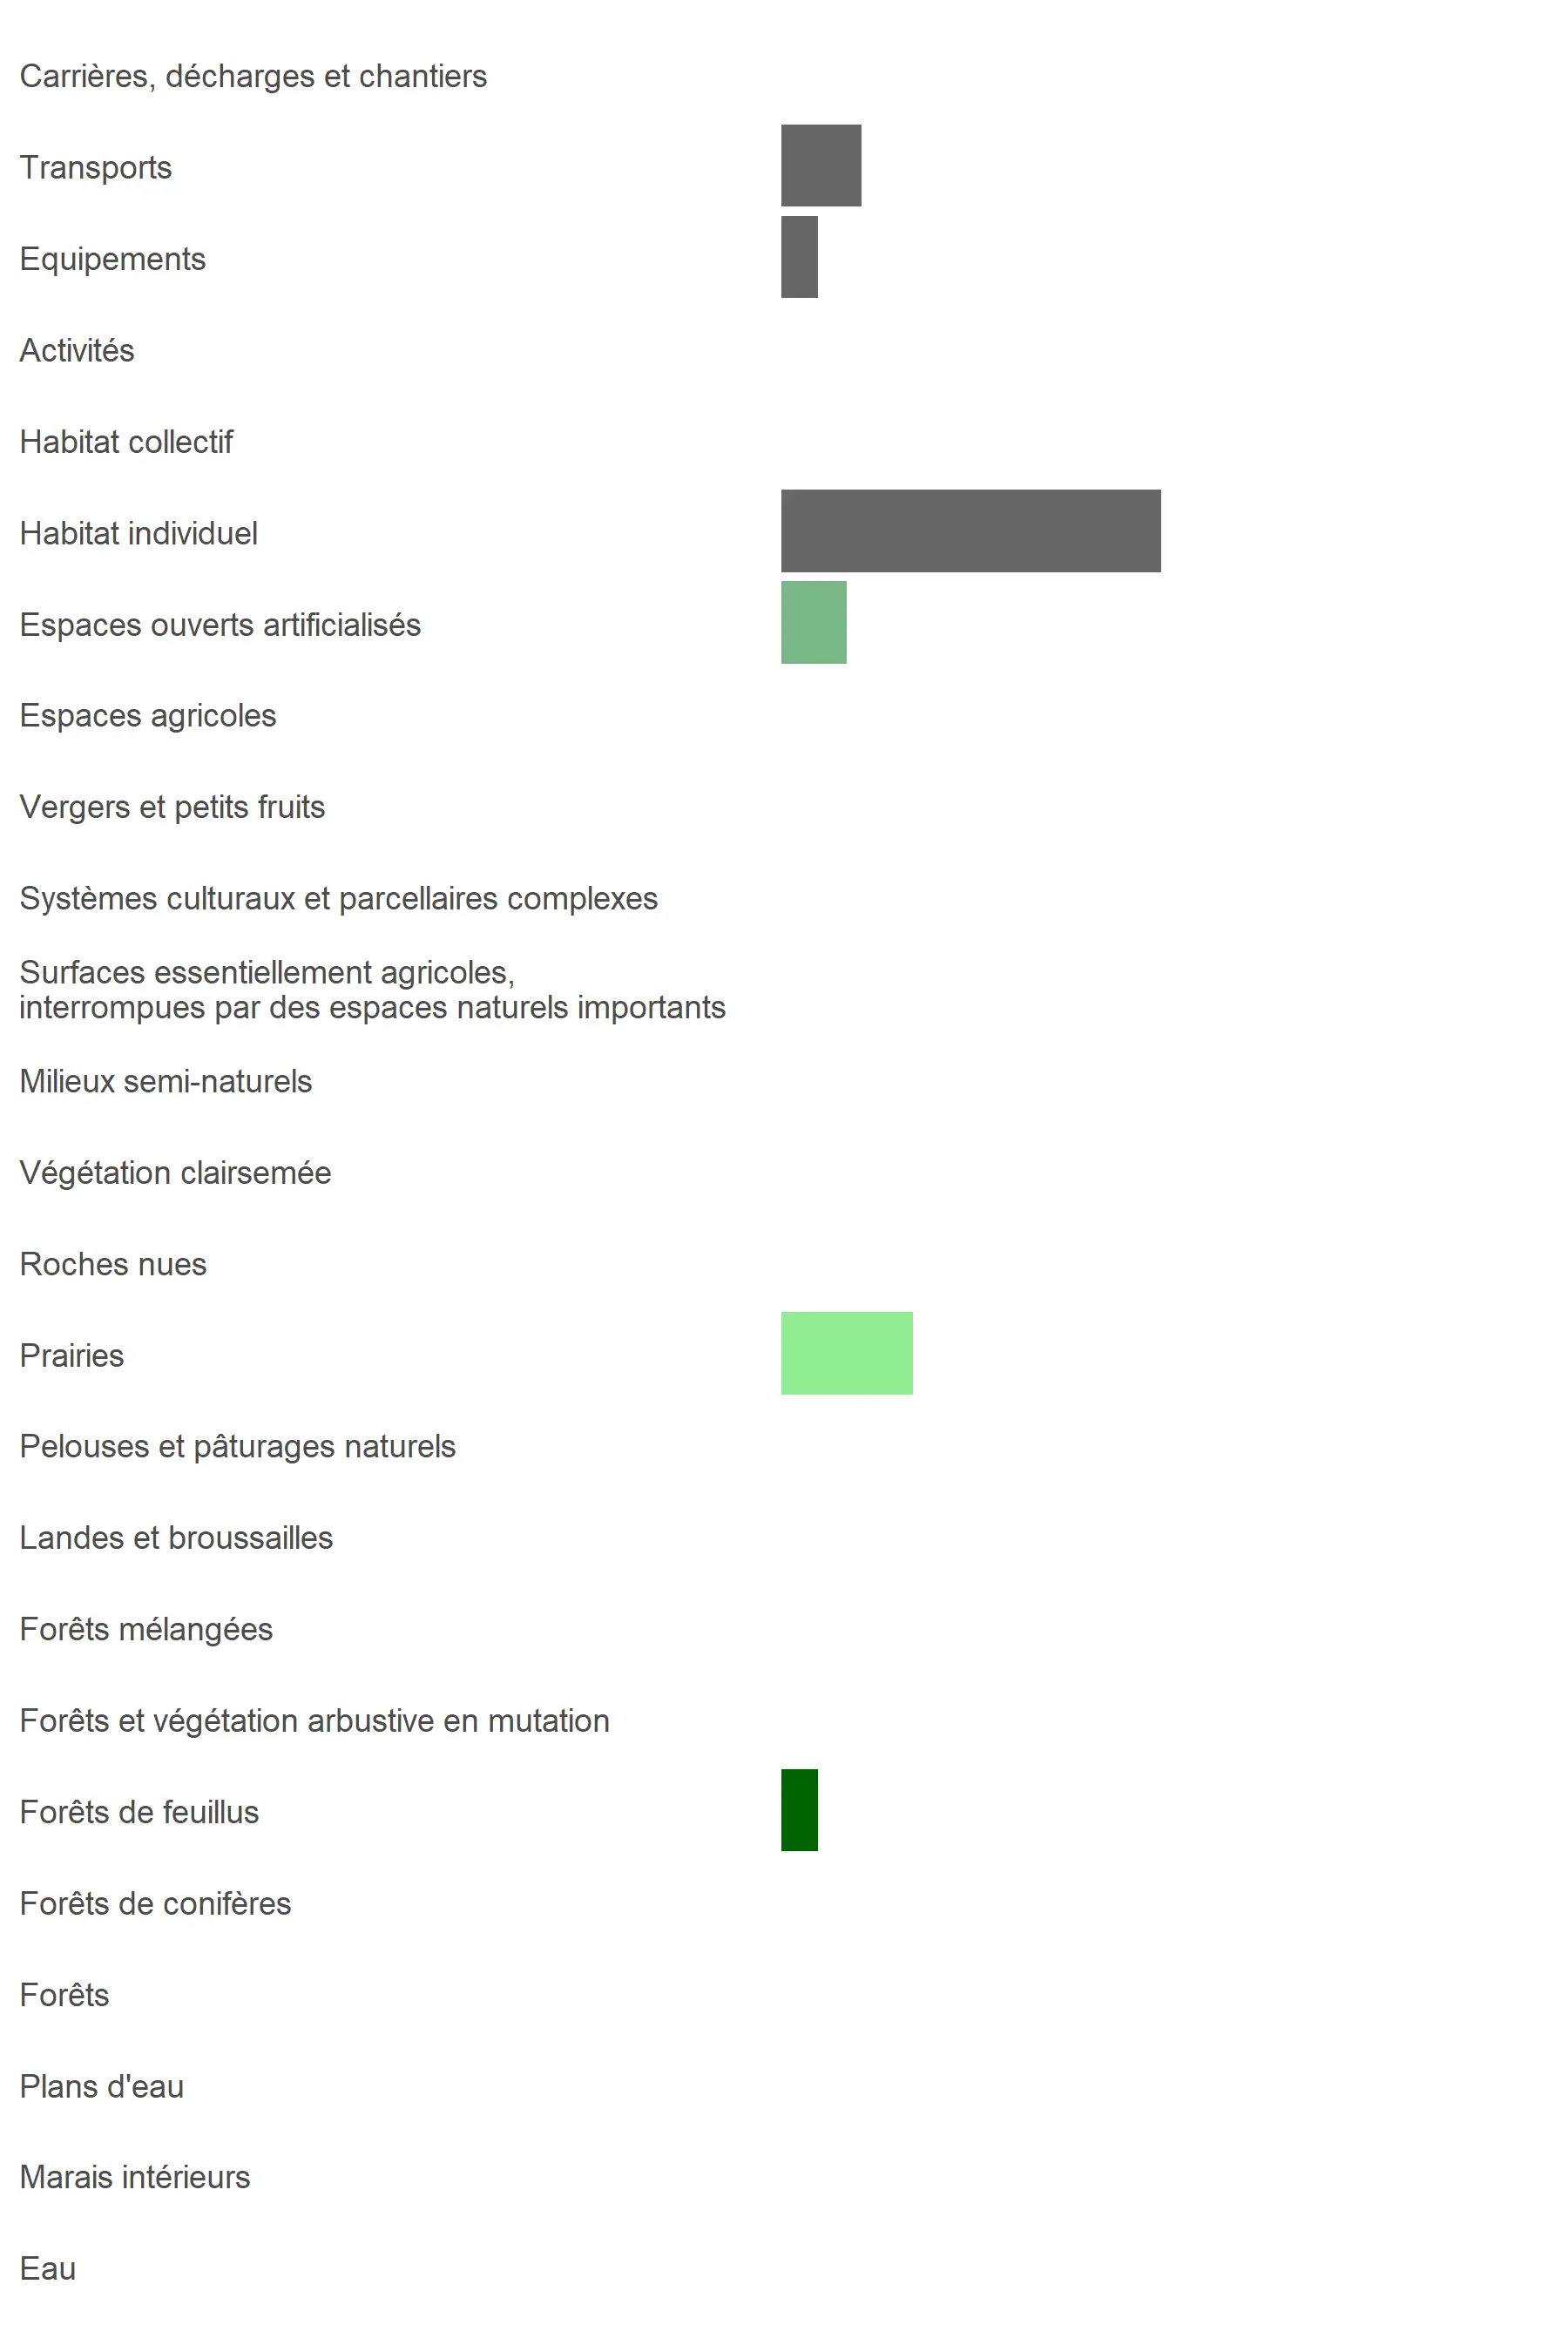 Carrières, décharges et chantiers
Transports
Equipements
Activités
Habitat collectif
Habitat individuel
Espaces ouverts artificialisés
Espaces agricoles
Vergers et petits fruits
Systèmes culturaux et parcellaires complexes
Surfaces essentiellement agricoles,
interrompues par des espaces naturels importants
Milieux semi-naturels
Végétation clairsemée
Roches nues
Prairies
Pelouses et pâturages naturels
Landes et broussailles
Forêts mélangées
Forêts et végétation arbustive en mutation
Forêts de feuillus
Forêts de conifères
Forêts
Plans d'eau
Marais intérieurs
Eau